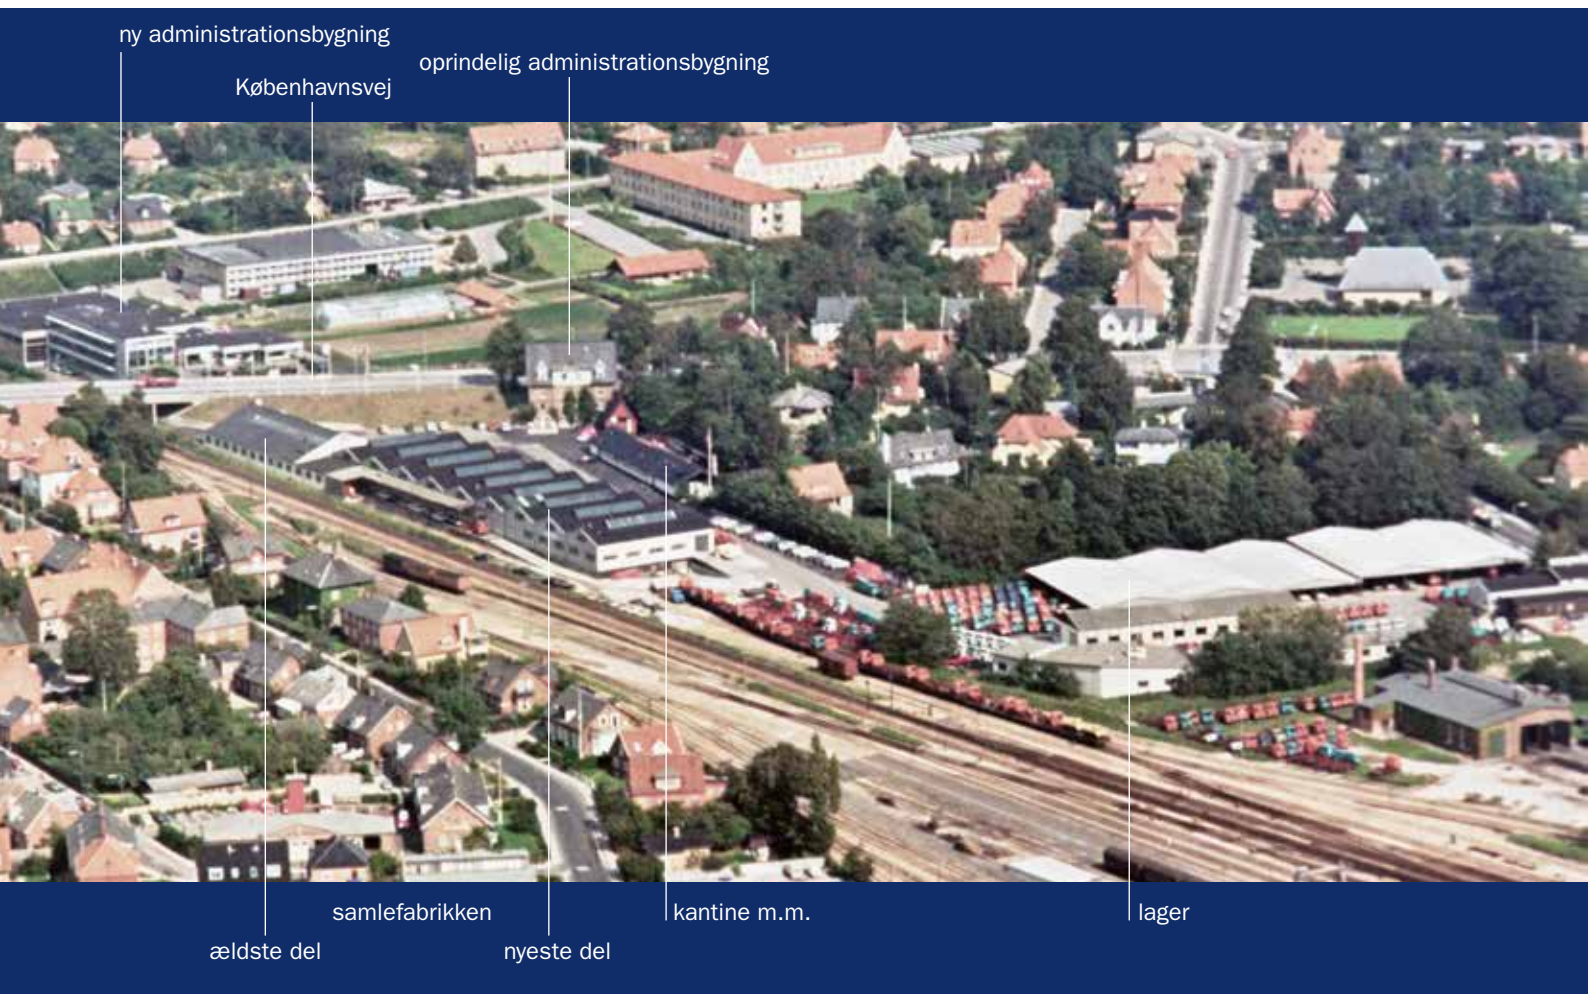 ny administrationsbygning
oprindelig administrationsbygning
Københavnsvej
samlefabrikken
kantine m.m.
lager
ældste del
nyeste del